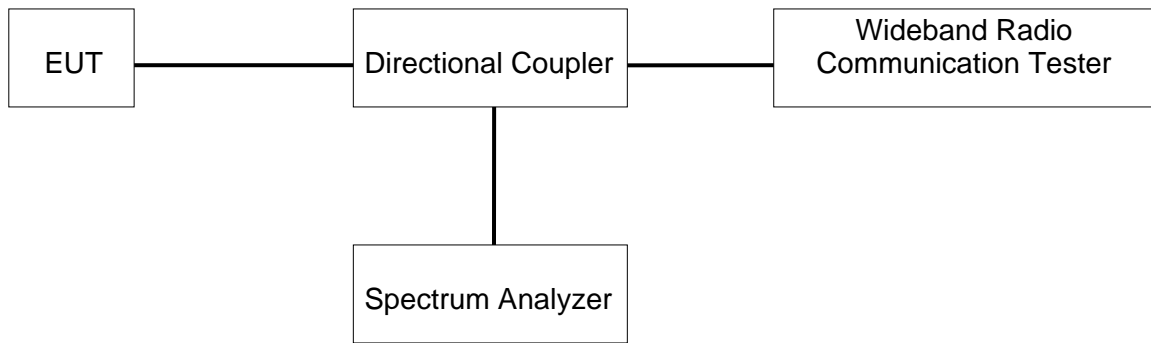 EUT
Directional Coupler
Wideband Radio
Communication Tester
Spectrum Analyzer